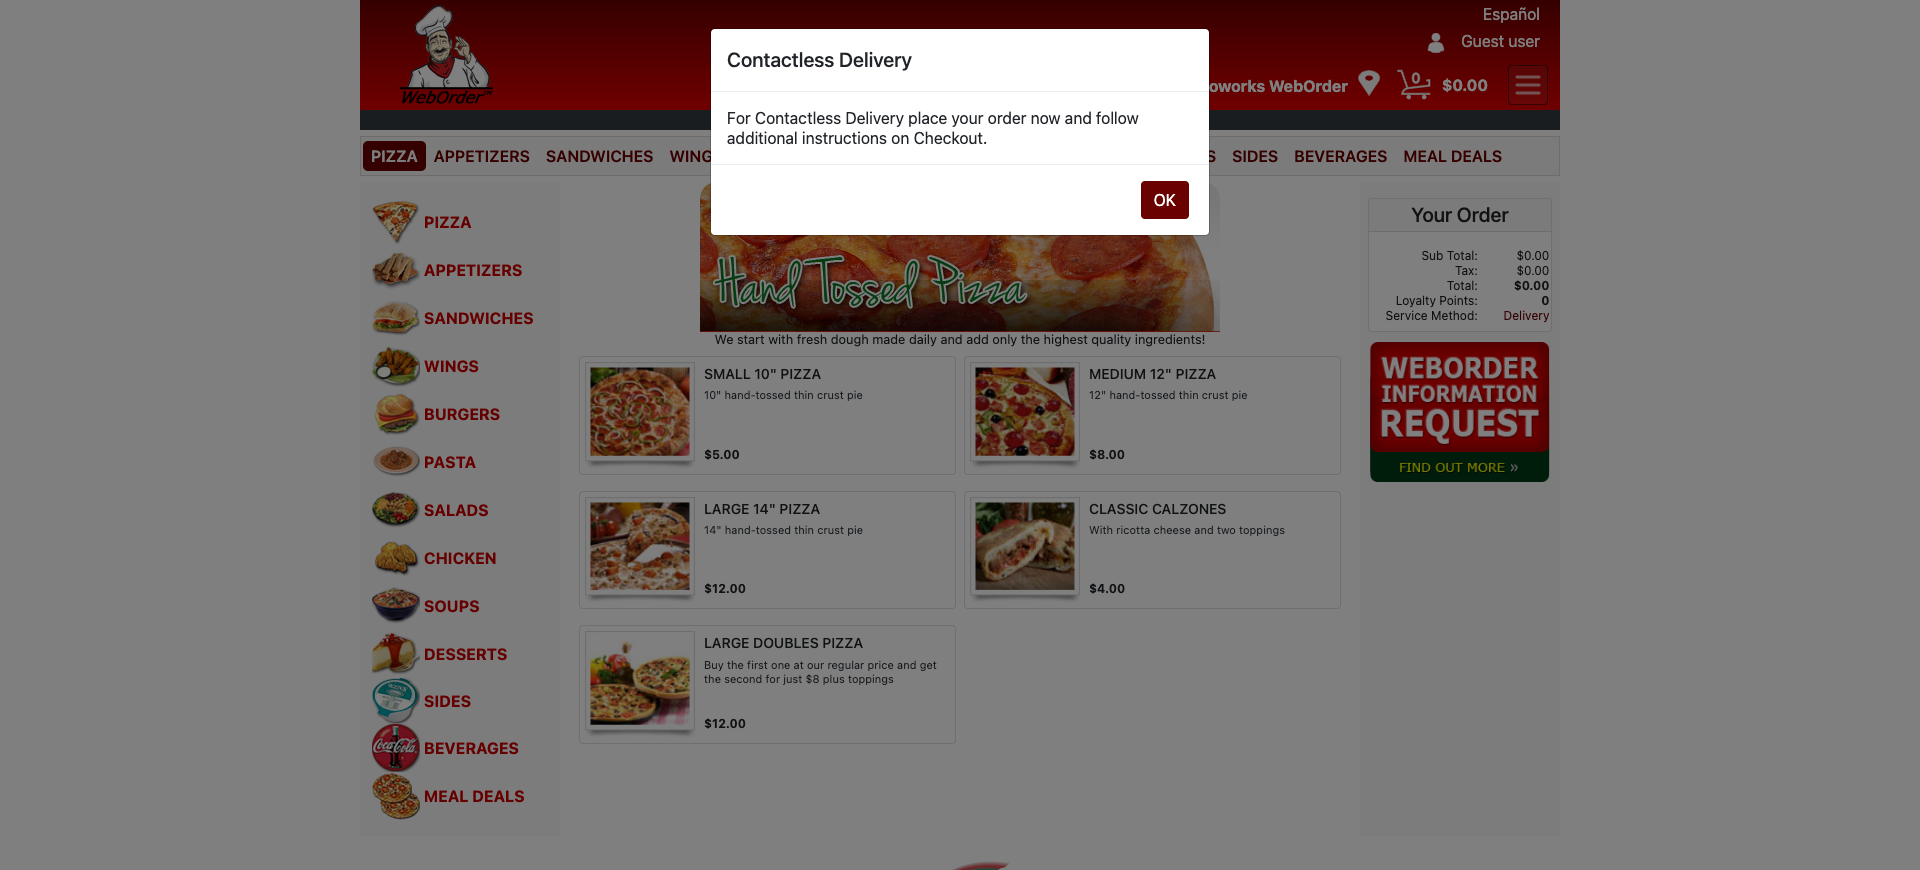 Español
Guest user
WebOrder
oworks WebOrder
0
$0.00
Contactless Delivery
For Contactless Delivery place your order now and follow
additional instructions on Checkout.
OK
PIZZA
APPETIZERS
SANDWICHES
WING
S
SIDES
BEVERAGES
MEAL DEALS
PIZZA
APPETIZERS
SANDWICHES
WINGS
BURGERS
PASTA
SALADS
CHICKEN
SOUPS
DESSERTS
SIDES
Coca-Cola
BEVERAGES
MEAL DEALS
Hand Tossed Pizza
We start with fresh dough made daily and add only the highest quality ingredients!
SMALL 10" PIZZA
10" hand-tossed thin crust pie
$5.00
MEDIUM 12" PIZZA
12" hand-tossed thin crust pie
$8.00
LARGE 14" PIZZA
14" hand-tossed thin crust pie
$12.00
CLASSIC CALZONES
With ricotta cheese and two toppings
$4.00
LARGE DOUBLES PIZZA
Buy the first one at our regular price and get
the second for just $8 plus toppings
$12.00
Your Order
Sub Total: $0.00
Tax: $0.00
Total: $0.00
Loyalty Points: 0
Service Method: Delivery
WEBORDER
INFORMATION
REQUEST
FIND OUT MORE »